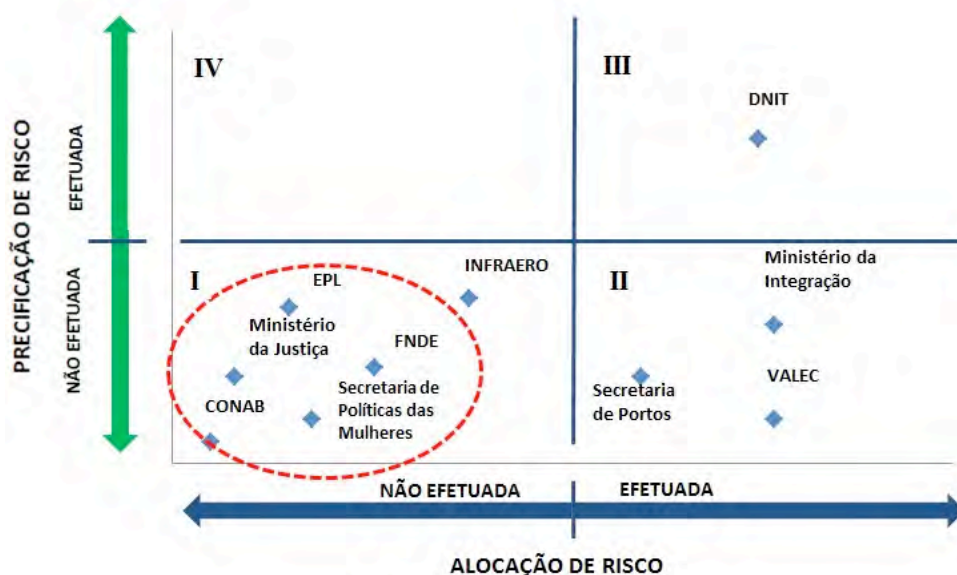 IV
III
DNIT
PRECIFICAÇÃO DE RISCO
EFETUADA
NÃO EFETUADA
I
EPL
INFRAERO
II
Ministério da
Integração
Ministério
da Justiça
FNDE
CONAB
Secretaria de
Políticas das
Mulheres
Secretaria
de Portos
VALEC
NÃO EFETUADA
EFETUADA
ALOCAÇÃO DE RISCO